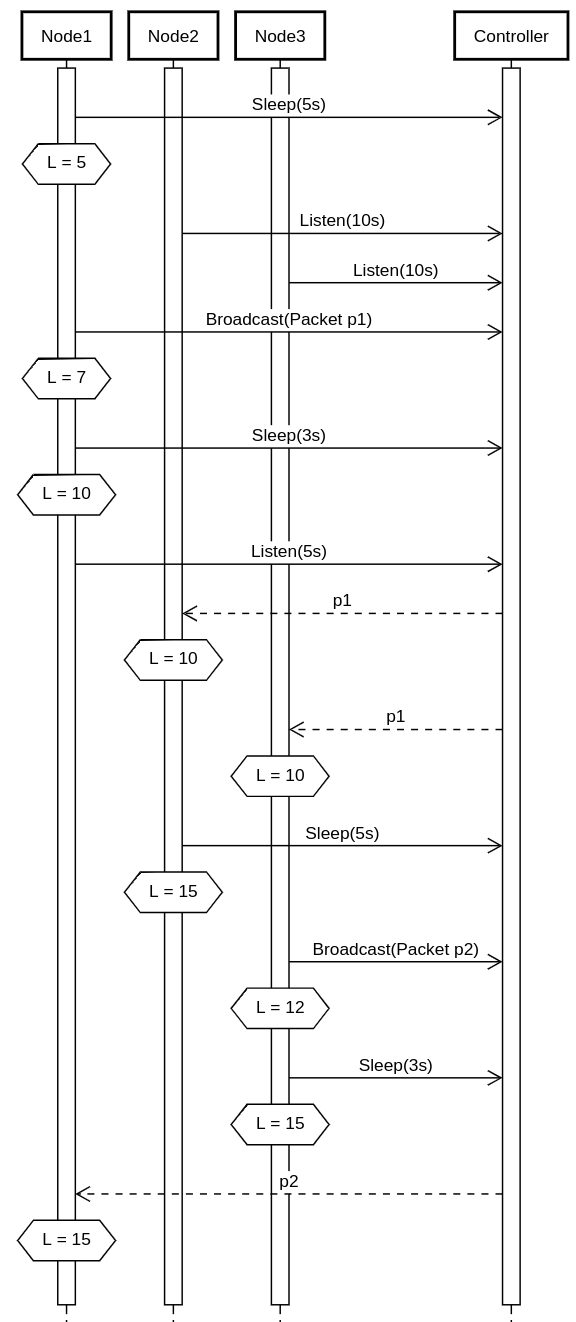 Node1 Node2 Node3 Controller
Sleep(5s)
L = 5
Listen(10s)
Listen(10s)
Broadcast(Packet p1)
L = 7
Sleep(3s)
L = 10
Listen(5s)
p1
L = 10
p1
L = 10
Sleep(5s)
L = 15
Broadcast(Packet p2)
L = 12
Sleep(3s)
L = 15
p2
L = 15